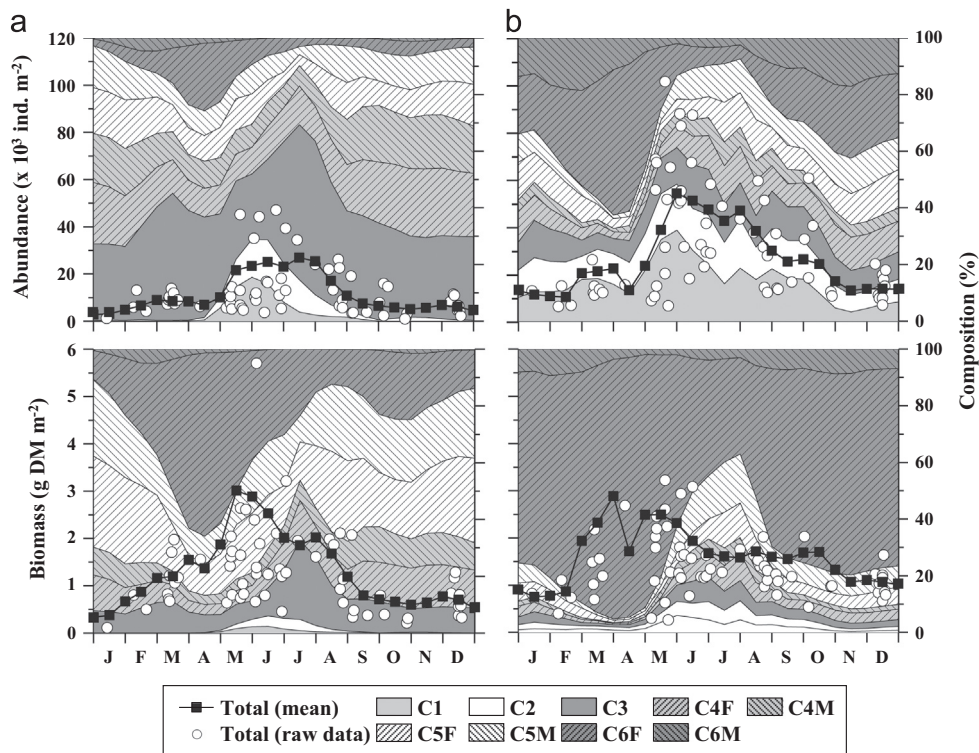 a
b
120
100
80
60
40
20
0
Abundance (x 10³ ind. m⁻²)
100
80
60
40
20
0
6
5
4
3
2
1
0
Biomass (g DM m⁻²)
100
80
60
40
20
0
Composition (%)
J F M A M J J A S O N D
J F M A M J J A S O N D
Total (mean) C1 C2 C3 C4F C4M
Total (raw data) C5F C5M C6F C6M